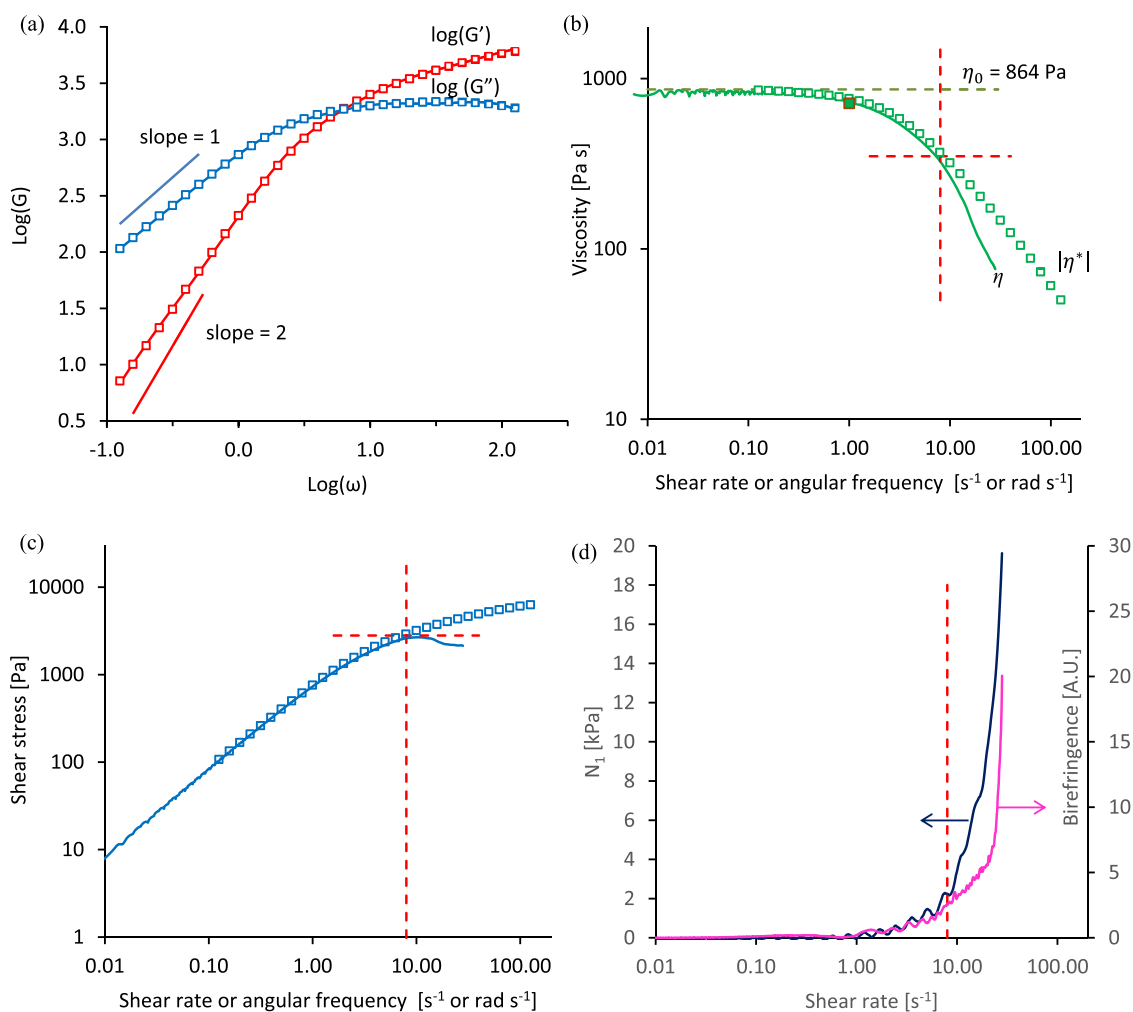 (a)
4.0
3.5
3.0
2.5
2.0
1.5
1.0
0.5
Log(G)
log(G’)
log (G”)
slope = 1
slope = 2
-1.0 0.0 1.0 2.0
Log(ω)
(b)
1000
100
10
Viscosity [Pa s]
η₀ = 864 Pa
|η*|
η
0.01 0.10 1.00 10.00 100.00
Shear rate or angular frequency [s⁻¹ or rad s⁻¹]
(c)
10000
1000
100
10
1
Shear stress [Pa]
0.01 0.10 1.00 10.00 100.00
Shear rate or angular frequency [s⁻¹ or rad s⁻¹]
(d)
20
18
16
14
12
10
8
6
4
2
0
N₁ [kPa]
30
25
20
15
10
5
0
Birefringence [A.U.]
0.01 0.10 1.00 10.00 100.00
Shear rate [s⁻¹]